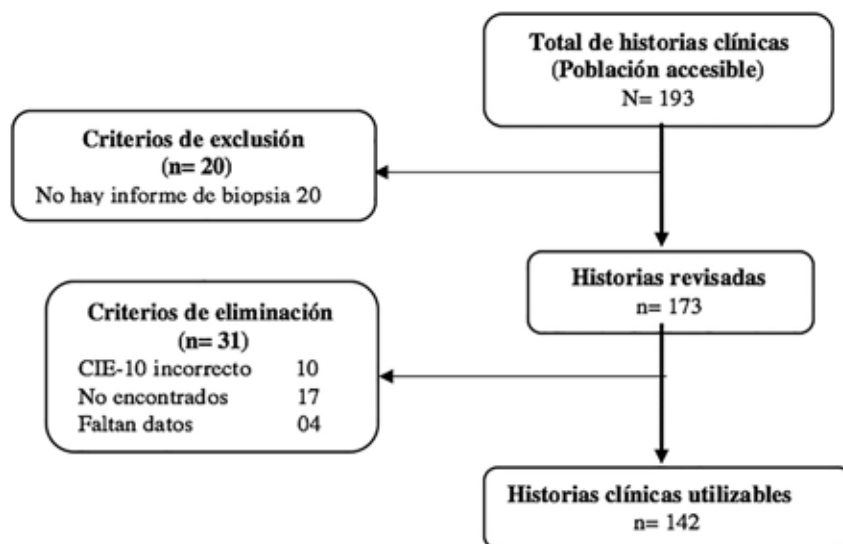 Total de historias clínicas
(Población accesible)
N= 193
Criterios de exclusión
(n= 20)
No hay informe de biopsia 20
Historias revisadas
n= 173
Criterios de eliminación
(n= 31)
CIE-10 incorrecto 10
No encontrados 17
Faltan datos 04
Historias clínicas utilizables
n= 142